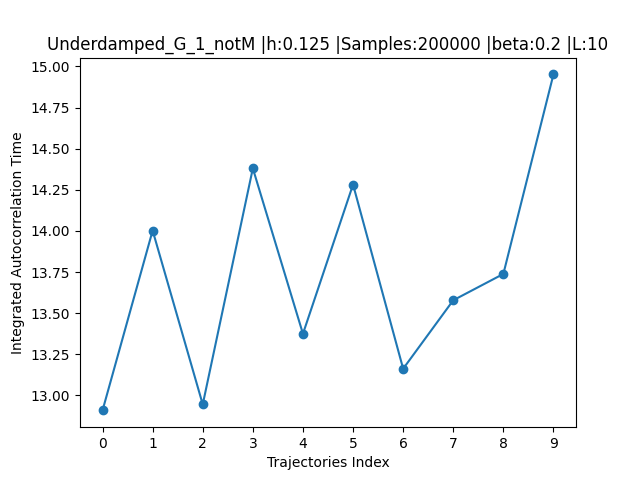 Underdamped_G_1_notM |h:0.125 |Samples:200000 |beta:0.2 |L:10
15.00
14.75
14.50
14.25
14.00
13.75
13.50
13.25
13.00
Integrated Autocorrelation Time
0 1 2 3 4 5 6 7 8 9
Trajectories Index